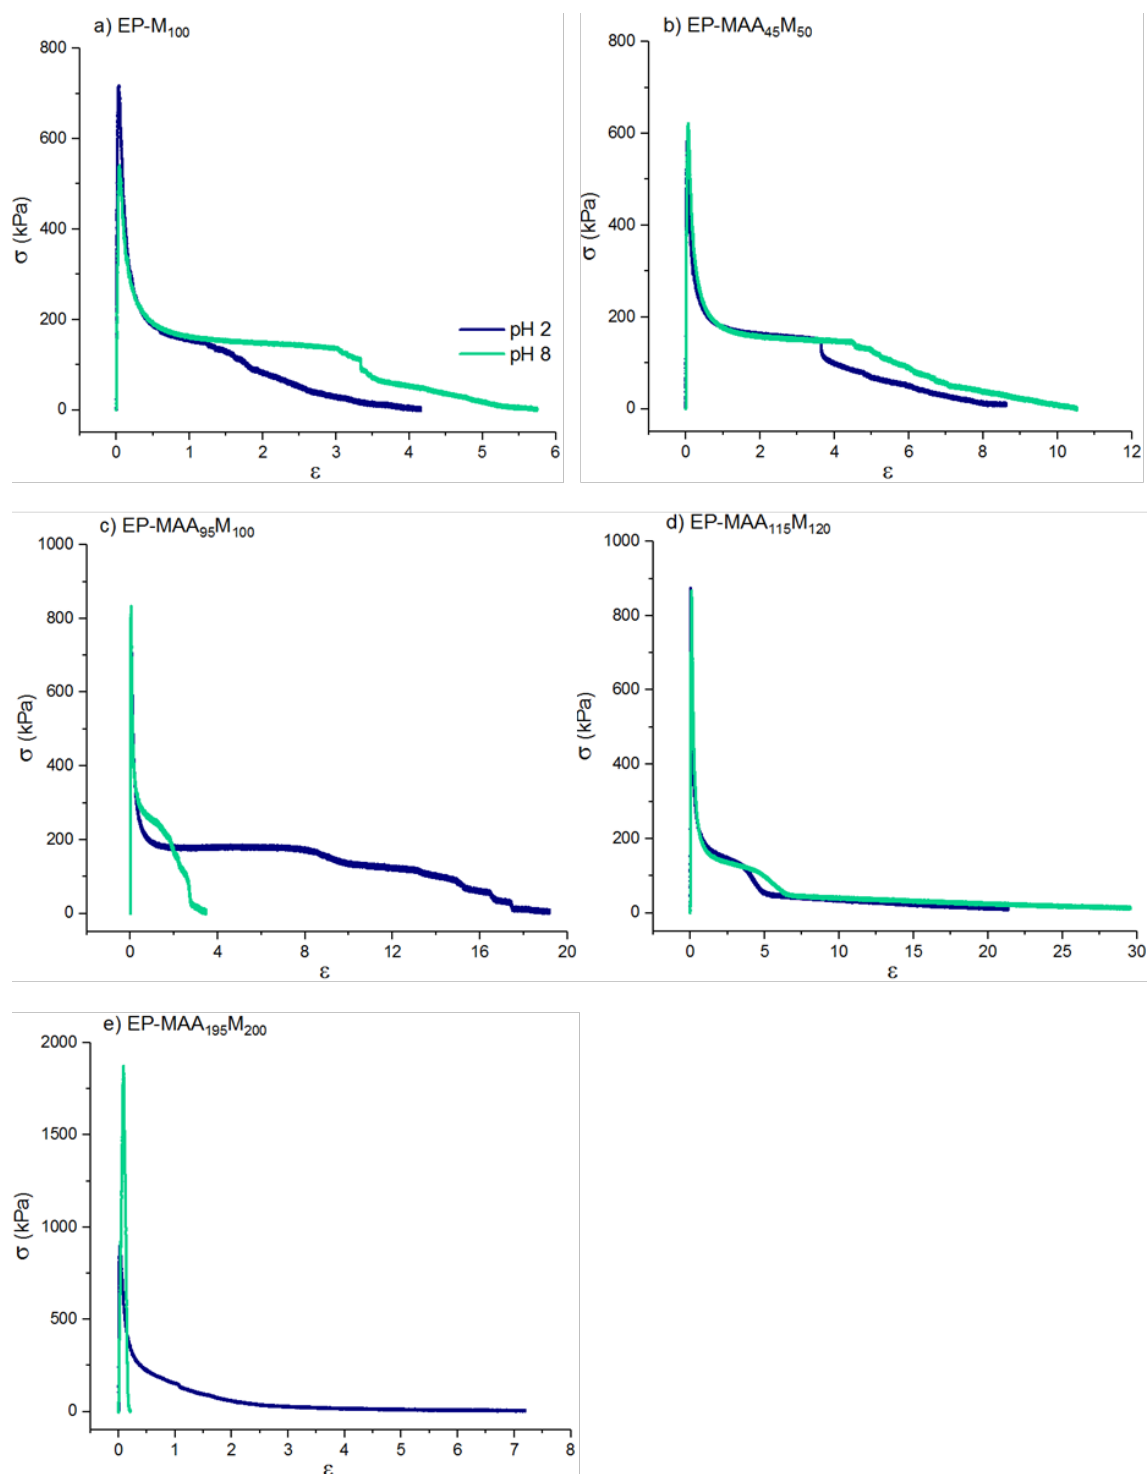 a) EP-M100
800
600
400
200
0
σ (kPa)
0 1 2 3 4 5 6
ε
pH 2
pH 8
b) EP-MAA45M50
800
600
400
200
0
σ (kPa)
0 2 4 6 8 10 12
ε
c) EP-MAA95M100
1000
800
600
400
200
0
σ (kPa)
0 4 8 12 16 20
ε
d) EP-MAA115M120
1000
800
600
400
200
0
σ (kPa)
0 5 10 15 20 25 30
ε
e) EP-MAA195M200
2000
1500
1000
500
0
σ (kPa)
0 1 2 3 4 5 6 7 8
ε